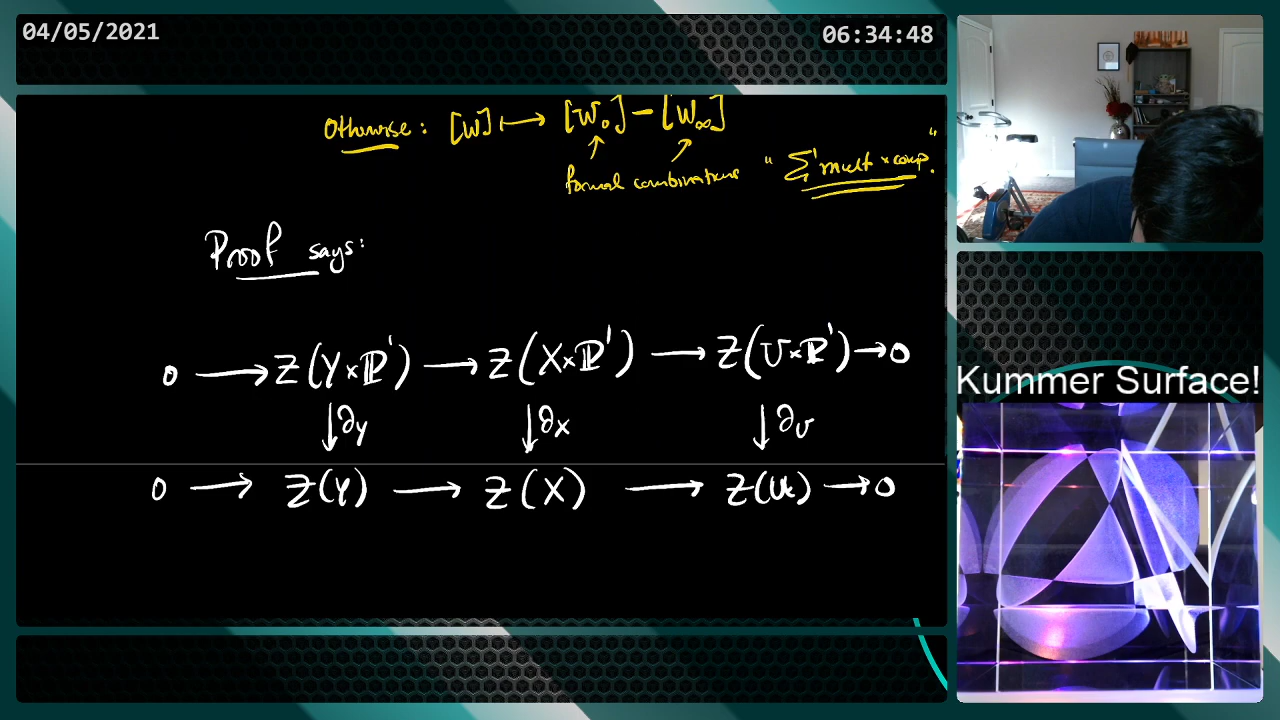 04/05/2021
06:34:48
Otherwise: [W] ↦ [W₀] − [W∞]
formal combinations " Σ mult × comp. "
Proof says:
0 → Z(Y×ℙ¹) → Z(X×ℙ¹) → Z(U×ℙ¹) → 0
↓∂Y ↓∂X ↓∂U
0 → Z(Y) → Z(X) → Z(U) → 0
Kummer Surface!